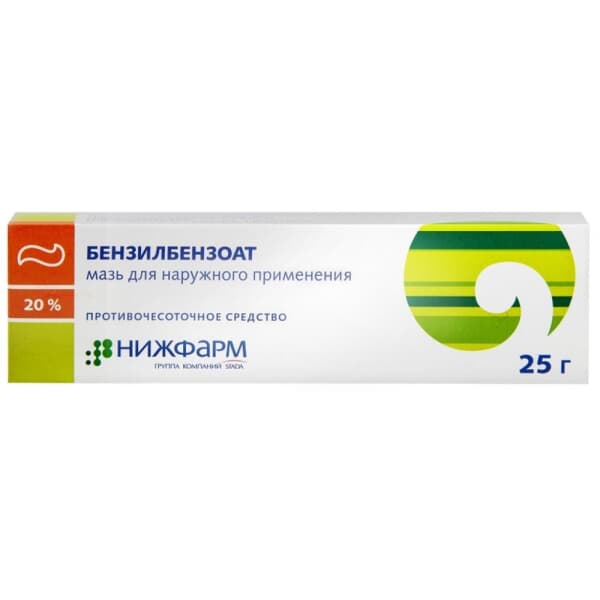 БЕНЗИЛБЕНЗОАТ
мазь для наружного применения
20 %
ПРОТИВОЧЕСОТОЧНОЕ СРЕДСТВО
НИЖФАРМ
ГРУППА КОМПАНИЙ STADA
25 г